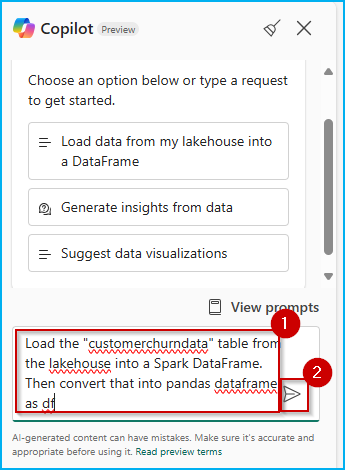 Copilot Preview
Choose an option below or type a request
to get started.
Load data from my lakehouse into
a DataFrame
Generate insights from data
Suggest data visualizations
View prompts
1
Load the "customerchurndata" table from
the lakehouse into a Spark DataFrame.
Then convert that into pandas dataframe
as df
2
AI-generated content can have mistakes. Make sure it's accurate and
appropriate before using it. Read preview terms